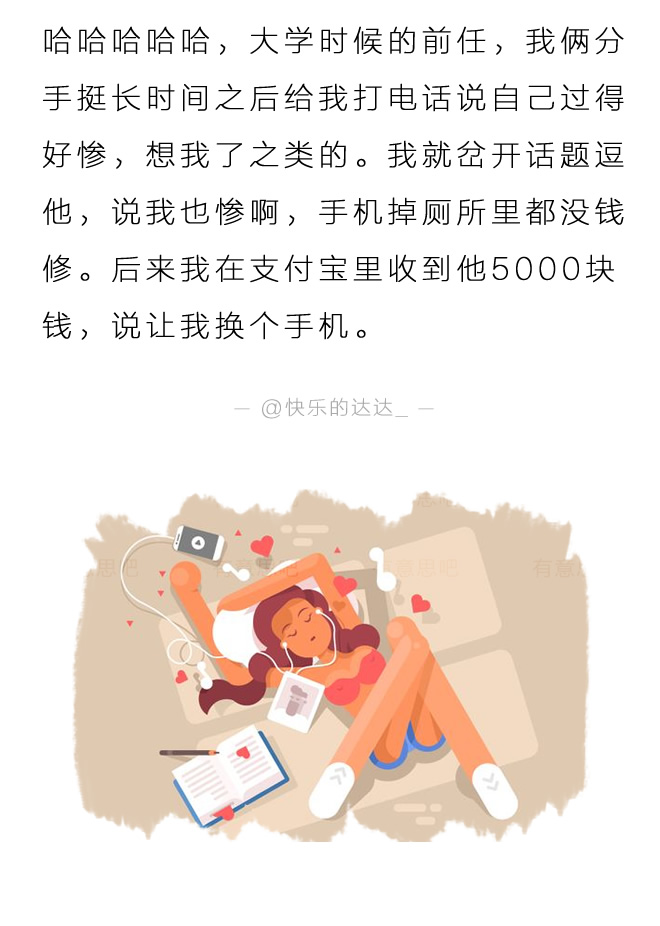 哈哈哈哈哈，大学时候的前任，我俩分
手挺长时间之后给我打电话说自己过得
好惨，想我了之类的。我就岔开话题逗
他，说我也惨啊，手机掉厕所里都没钱
修。后来我在支付宝里收到他5000块
钱，说让我换个手机。
— @快乐的达达_ —
思吧 有意思吧 有意思吧 有意思